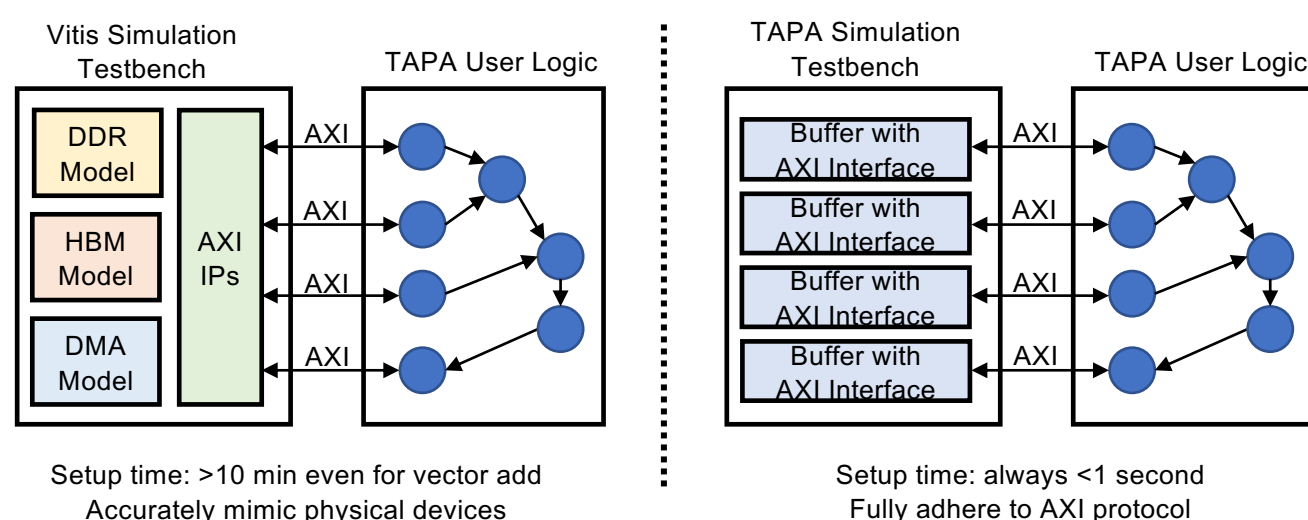 Vitis Simulation
Testbench
TAPA User Logic
DDR
Model
HBM
Model
DMA
Model
AXI
IPs
AXI
AXI
AXI
AXI
Setup time: >10 min even for vector add
Accurately mimic physical devices
TAPA Simulation
Testbench
TAPA User Logic
Buffer with
AXI Interface
Buffer with
AXI Interface
Buffer with
AXI Interface
Buffer with
AXI Interface
AXI
AXI
AXI
AXI
Setup time: always <1 second
Fully adhere to AXI protocol